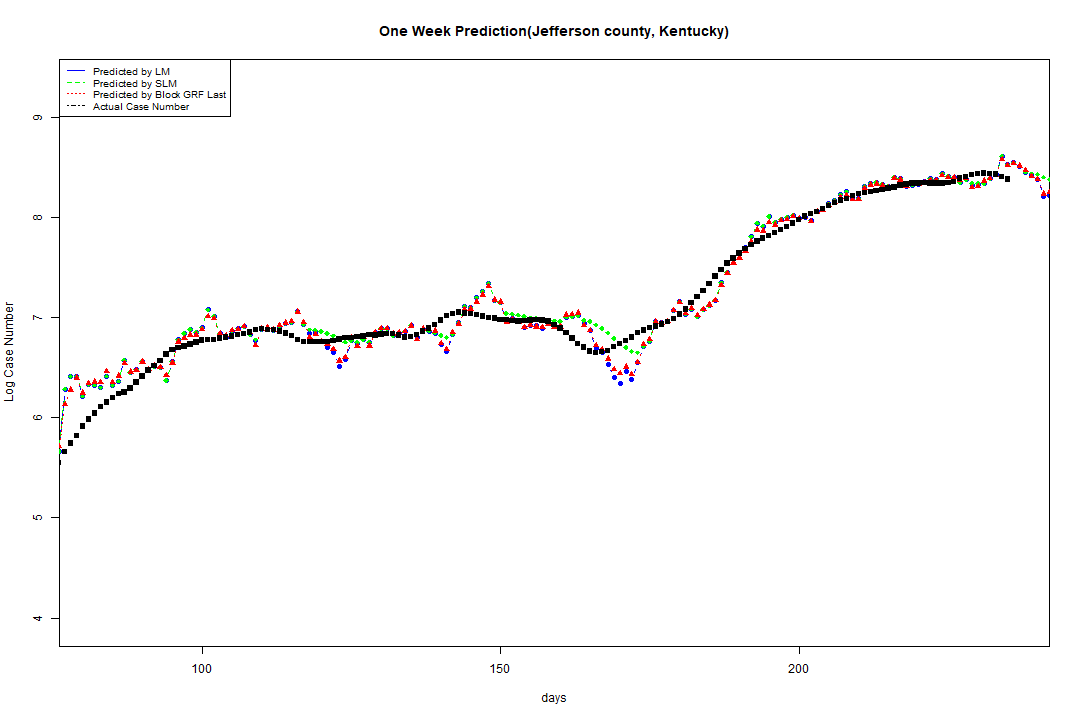 One Week Prediction(Jefferson county, Kentucky)
Predicted by LM
Predicted by SLM
Predicted by Block GRF Last
Actual Case Number
9
8
7
6
5
4
Log Case Number
100
150
200
days